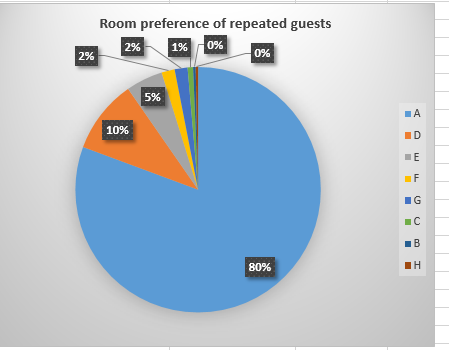 Room preference of repeated guests
2%
2%
1%
0%
0%
5%
10%
80%
A
D
E
F
G
C
B
H